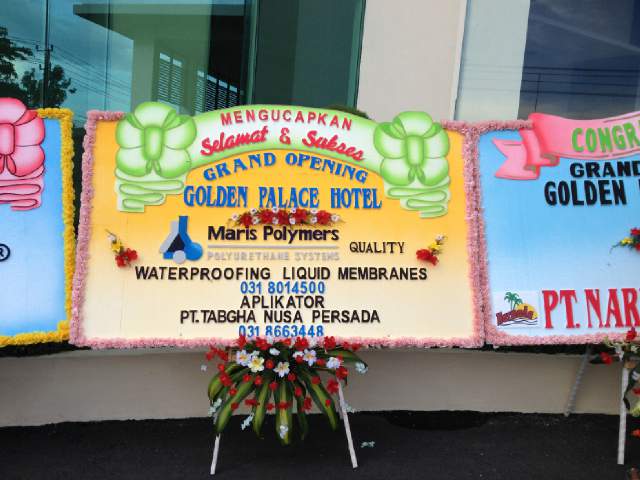 MENGUCAPKAN
Selamat & Sukses
GRAND OPENING
GOLDEN PALACE HOTEL
Maris Polymers
POLYURETHANE SYSTEMS
QUALITY
WATERPROOFING LIQUID MEMBRANES
031 8014500
APLIKATOR
PT.TABGHA NUSA PERSADA
031 8663448
®
CONGR
GRAND
GOLDEN
PT. NAR